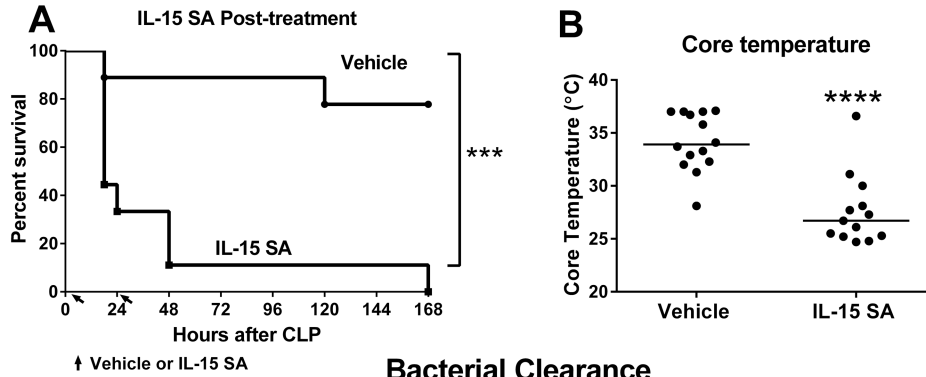 A
IL-15 SA Post-treatment
Percent survival
100
80
60
40
20
0
Vehicle
IL-15 SA
***
0 24 48 72 96 120 144 168
Hours after CLP
Vehicle or IL-15 SA
B
Core temperature
Core Temperature (°C)
40
35
30
25
20
****
Vehicle IL-15 SA
Bacterial Clearance